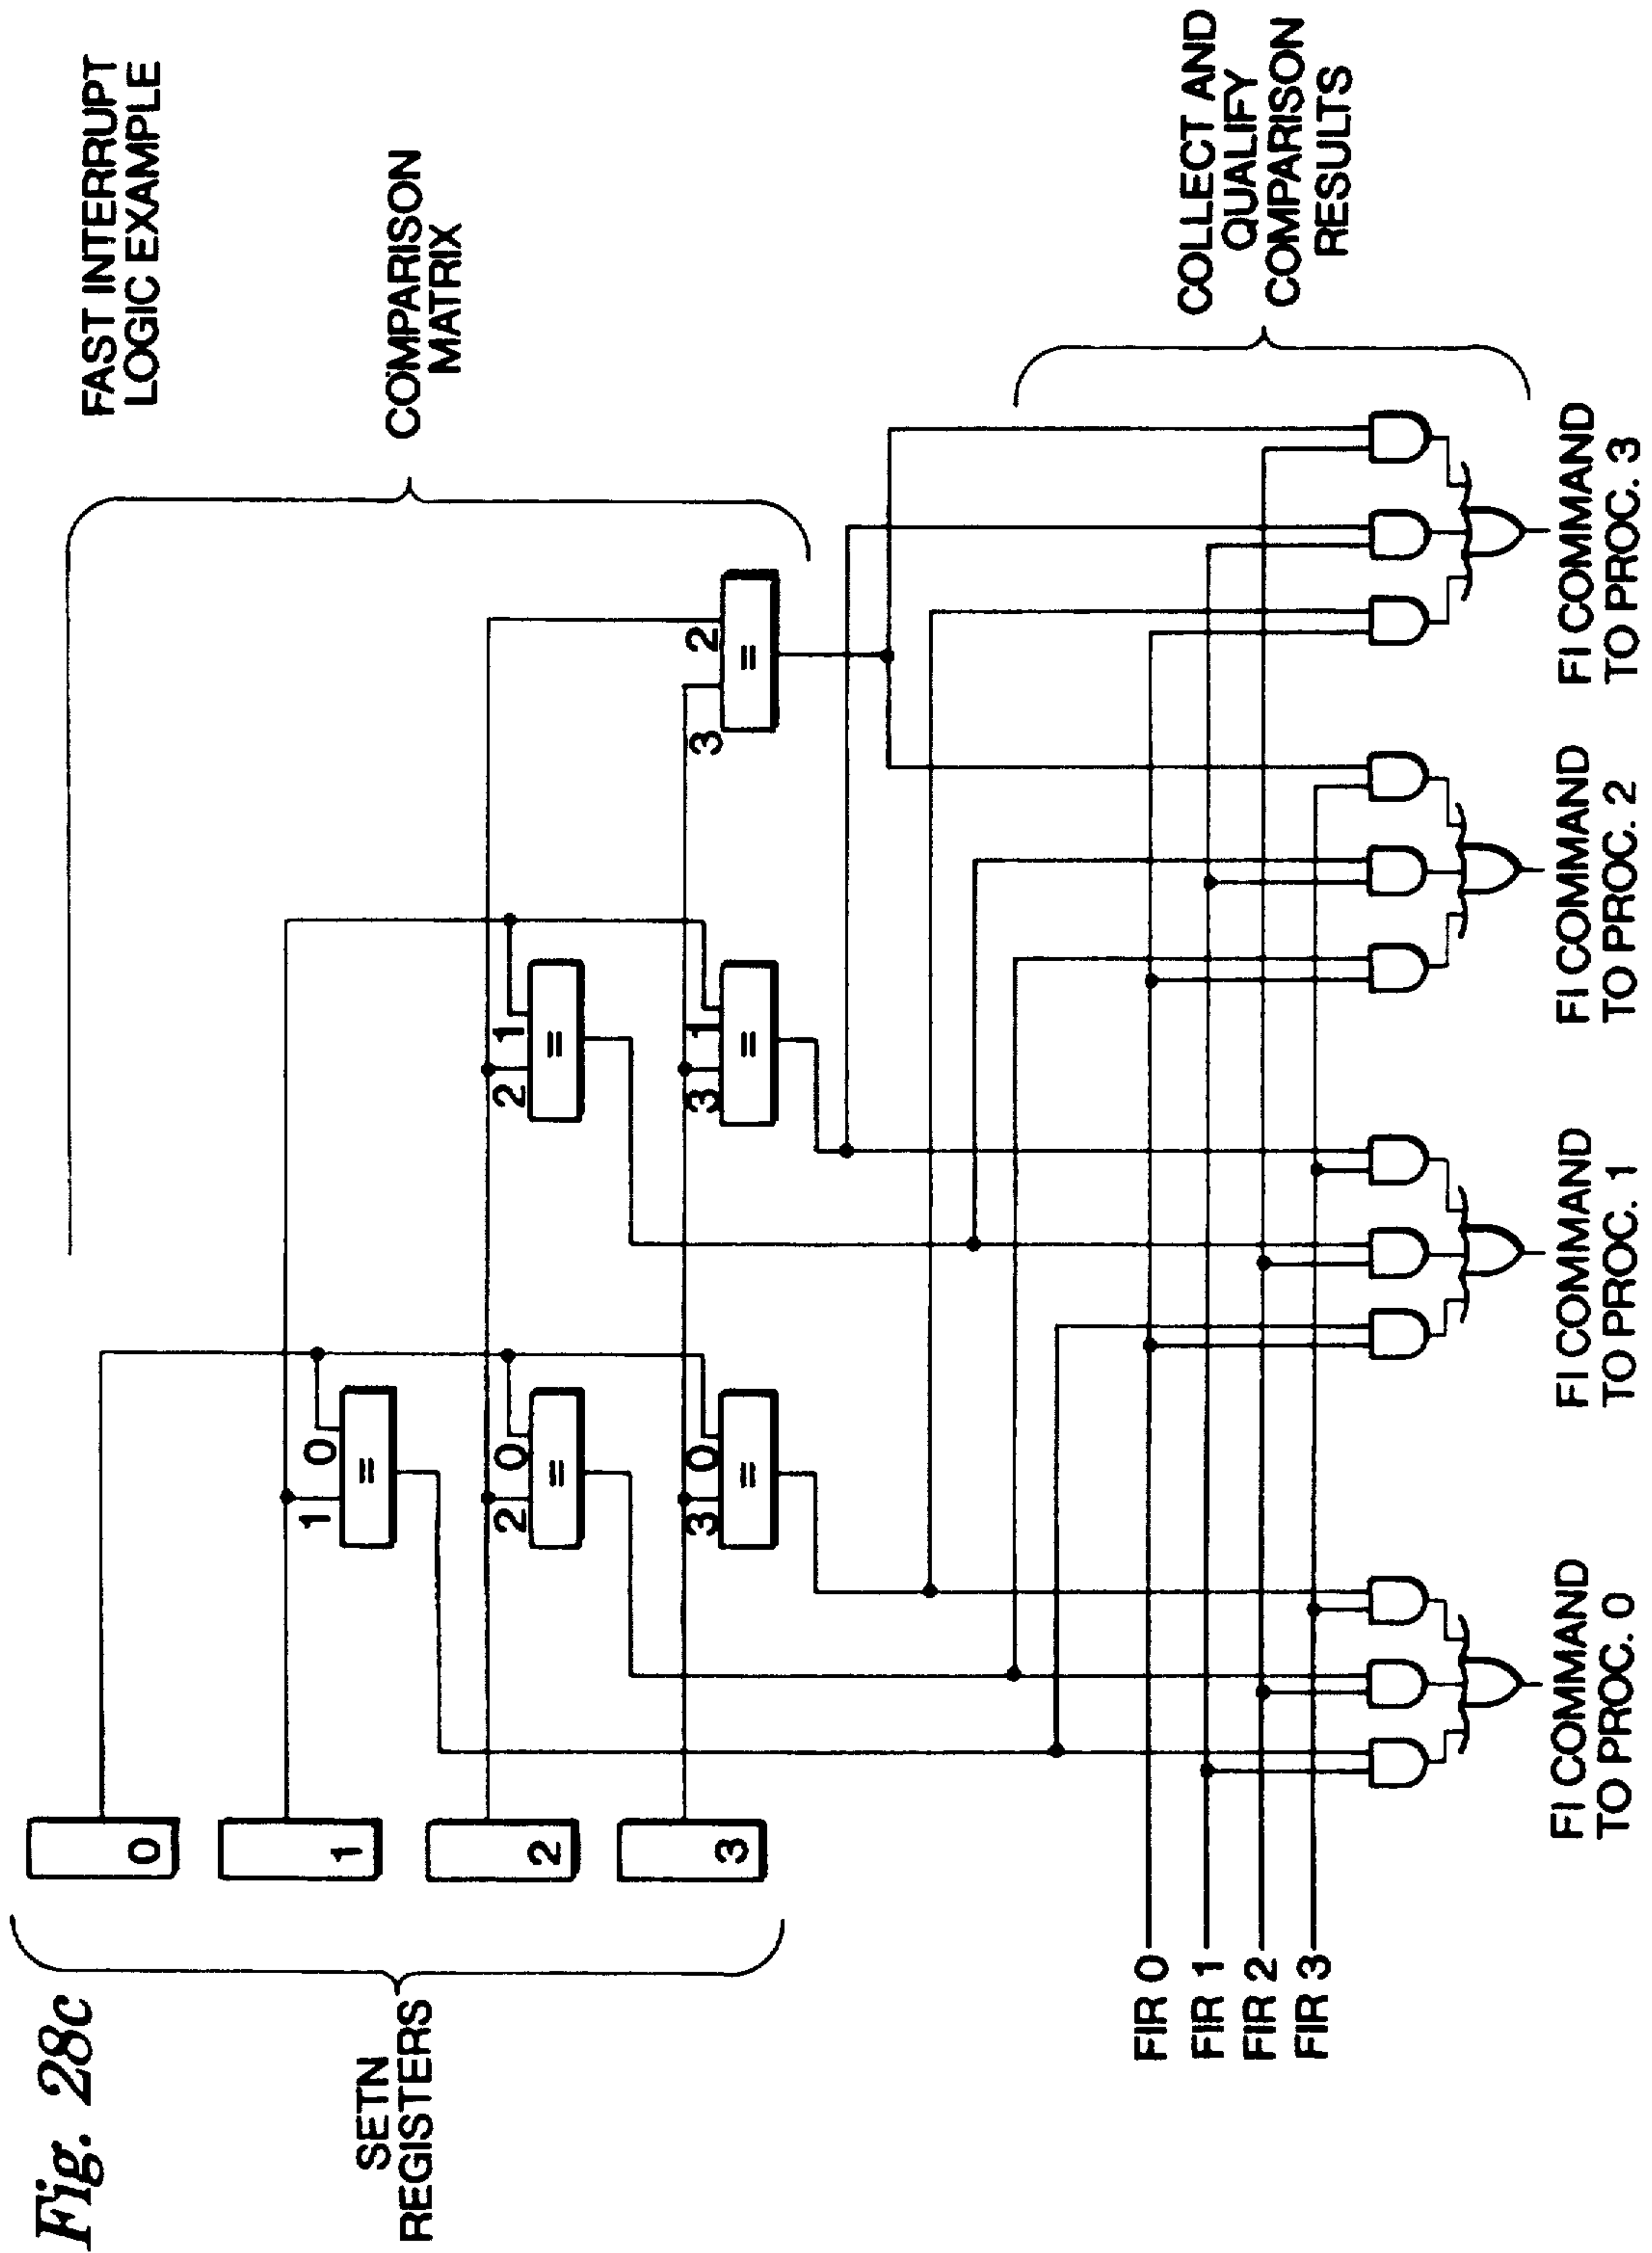 Fig. 28c
FAST INTERRUPT
LOGIC EXAMPLE
SETN
REGISTERS
COMPARISON
MATRIX
0
1
2
3
1 0
=
2 0
=
3 0
=
2 1
=
3 1
=
3 2
=
FIR 0
FIR 1
FIR 2
FIR 3
COLLECT AND
QUALIFY
COMPARISON
RESULTS
FI COMMAND
TO PROC. 0
FI COMMAND
TO PROC. 1
FI COMMAND
TO PROC. 2
FI COMMAND
TO PROC. 3